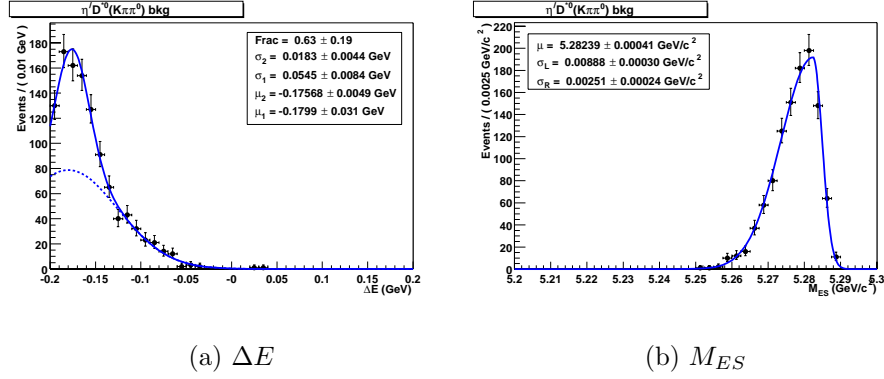 η′D*0(Kππ0) bkg
Events / ( 0.01 GeV )
180
160
140
120
100
80
60
40
20
0
Frac = 0.63 ± 0.19
σ2 = 0.0183 ± 0.0044 GeV
σ1 = 0.0545 ± 0.0084 GeV
μ2 = -0.17568 ± 0.0049 GeV
μ1 = -0.1799 ± 0.031 GeV
-0.2 -0.15 -0.1 -0.05 -0 0.05 0.1 0.15 0.2
ΔE (GeV)
(a) ΔE
η′D*0(Kππ0) bkg
Events / ( 0.0025 GeV/c2 )
220
200
180
160
140
120
100
80
60
40
20
0
μ = 5.28239 ± 0.00041 GeV/c2
σL = 0.00888 ± 0.00030 GeV/c2
σR = 0.00251 ± 0.00024 GeV/c2
5.2 5.21 5.22 5.23 5.24 5.25 5.26 5.27 5.28 5.29 5.3
MES (GeV/c2)
(b) MES